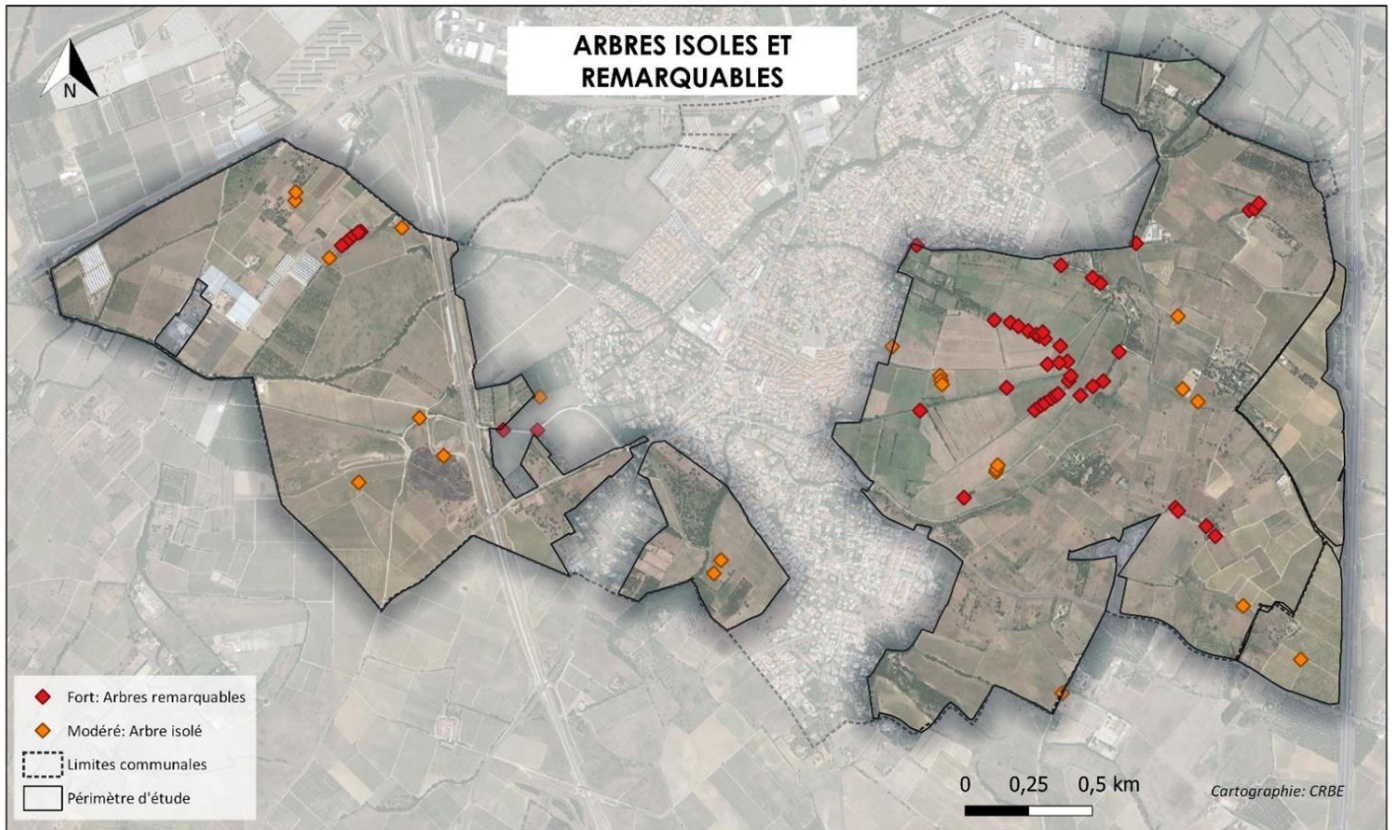 ARBRES ISOLES ET
REMARQUABLES
N
Fort: Arbres remarquables
Modéré: Arbre isolé
Limites communales
Périmètre d'étude
0 0,25 0,5 km
Cartographie: CRBE